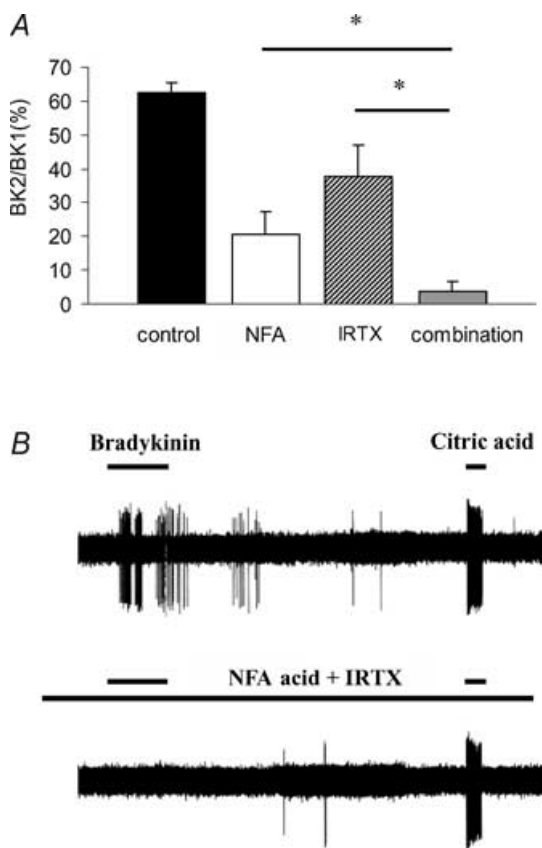 A
*
*
BK2/BK1(%)
70
60
50
40
30
20
10
0
control NFA IRTX combination
B
Bradykinin Citric acid
NFA acid + IRTX